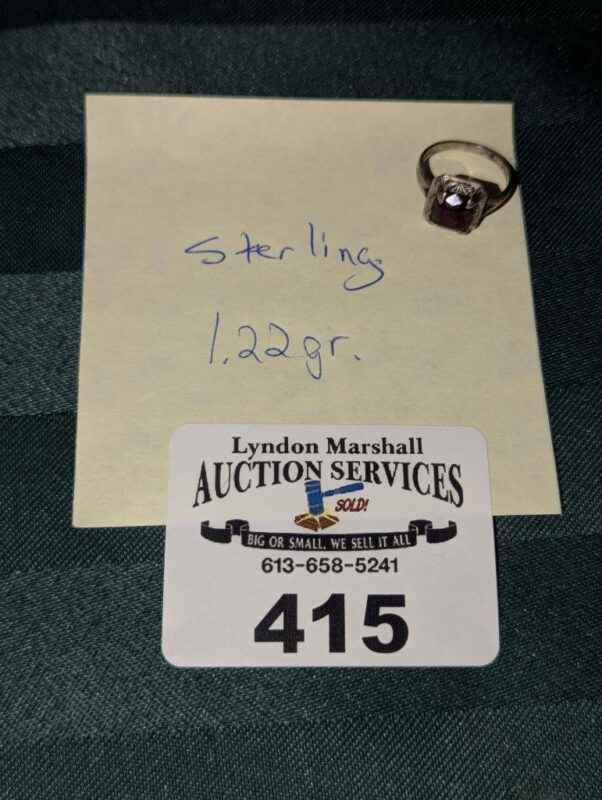 Sterling
1.22gr.
Lyndon Marshall
AUCTION SERVICES
SOLD!
BIG OR SMALL, WE SELL IT ALL
613-658-5241
415